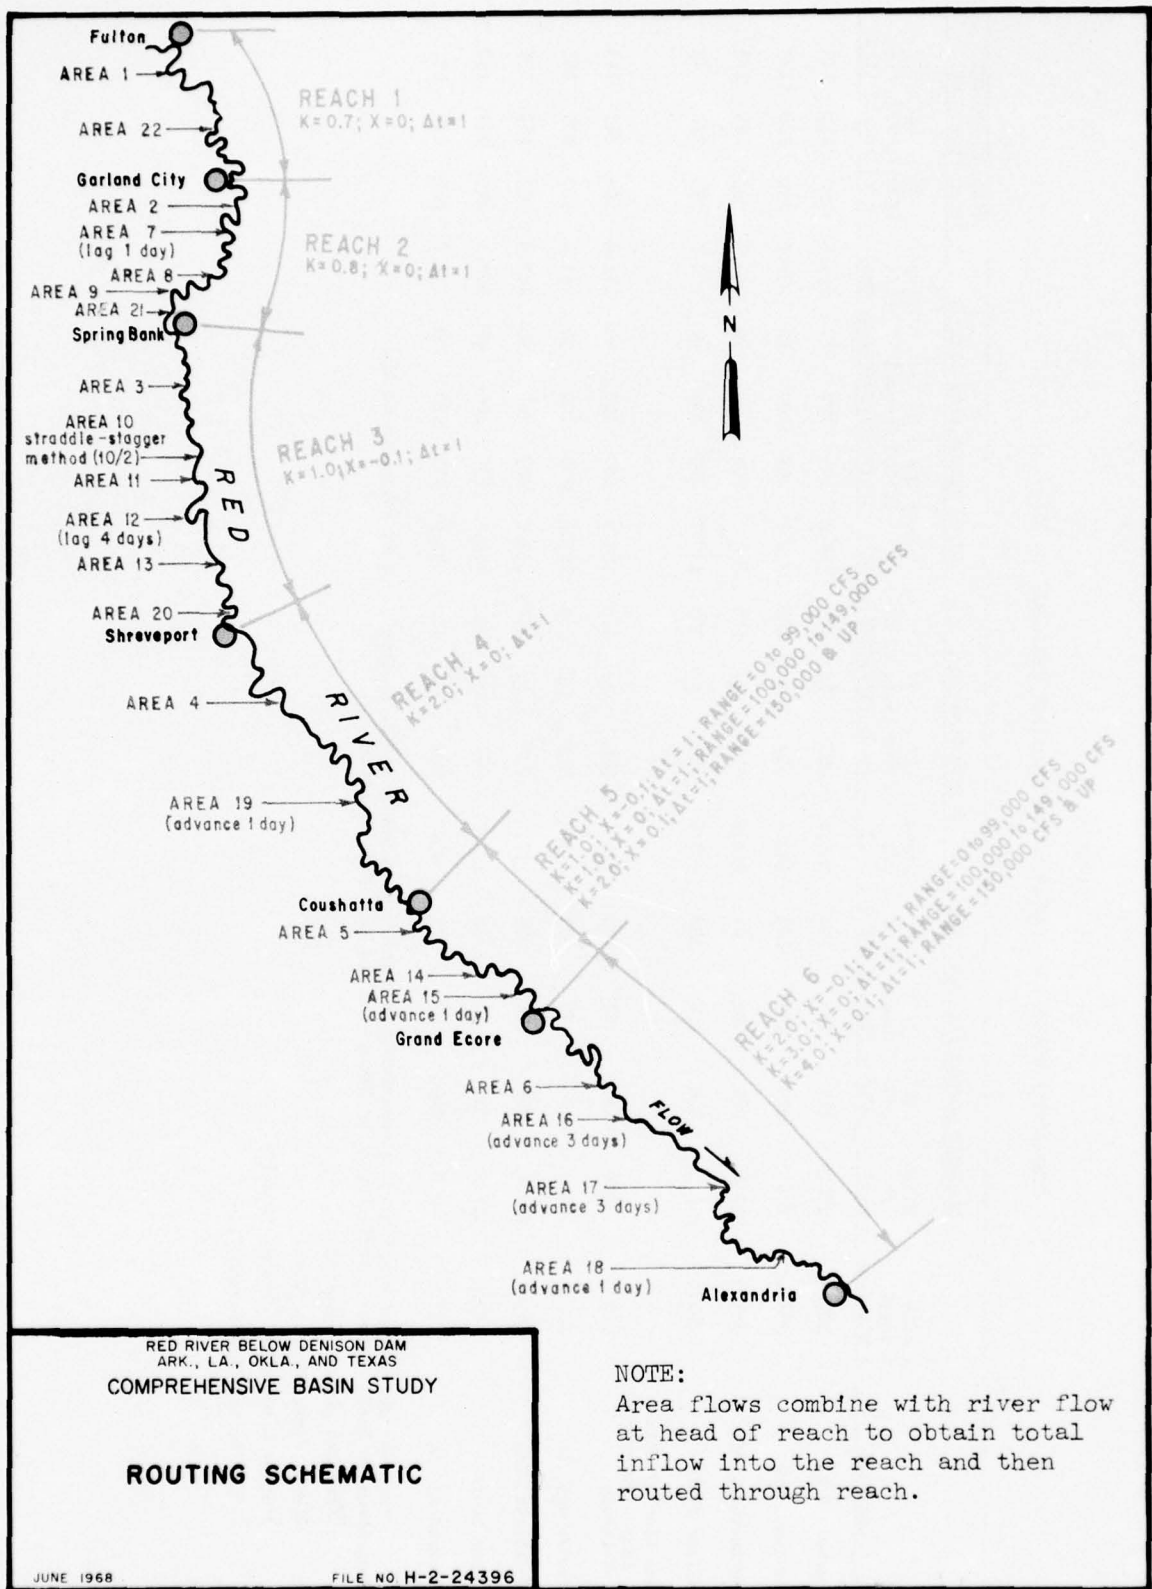 Fulton
AREA 1
REACH 1
K=0.7; X=0; Δt=1
AREA 22
Garland City
AREA 2
AREA 7
(lag 1 day)
REACH 2
K=0.8; X=0; Δt=1
AREA 8
AREA 9
AREA 21
Spring Bank
N
AREA 3
AREA 10
straddle-stagger
method (10/2)
REACH 3
K=1.0; X=-0.1; Δt=1
AREA 11
RED
AREA 12
(lag 4 days)
AREA 13
AREA 20
Shreveport
REACH 4
K=2.0; X=0; Δt=1
AREA 4
RIVER
AREA 19
(advance 1 day)
REACH 5
K=1.0; X=-0.1; Δt=1; RANGE=0 to 99,000 CFS
K=1.0; X=0; Δt=1; RANGE=100,000 to 149,000 CFS
K=2.0; X=0.1; Δt=1; RANGE=150,000 & UP
Coushatta
AREA 5
AREA 14
AREA 15
(advance 1 day)
Grand Ecore
REACH 6
K=2.0; X=-0.1; Δt=1; RANGE=0 to 99,000 CFS
K=3.0; X=0; Δt=1; RANGE=100,000 to 149,000 CFS
K=4.0; X=0.1; Δt=1; RANGE=150,000 CFS & UP
AREA 6
FLOW
AREA 16
(advance 3 days)
AREA 17
(advance 3 days)
AREA 18
(advance 1 day)
Alexandria
RED RIVER BELOW DENISON DAM
ARK., LA., OKLA., AND TEXAS
COMPREHENSIVE BASIN STUDY
ROUTING SCHEMATIC
JUNE 1968
FILE NO. H-2-24396
NOTE:
Area flows combine with river flow
at head of reach to obtain total
inflow into the reach and then
routed through reach.